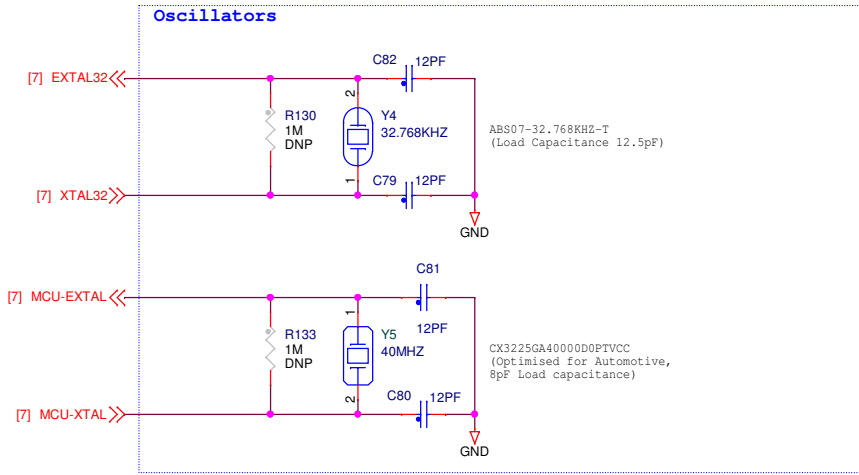 Oscillators
C82 12PF
[7] EXTAL32
2
R130
1M
DNP
Y4
32.768KHZ
ABS07-32.768KHZ-T
(Load Capacitance 12.5pF)
1
C79 12PF
[7] XTAL32
GND
C81
[7] MCU-EXTAL
1
12PF
R133
1M
DNP
Y5
40MHZ
CX3225GA40000D0PTVCC
(Optimised for Automotive,
8pF Load capacitance)
2
C80 12PF
[7] MCU-XTAL
GND